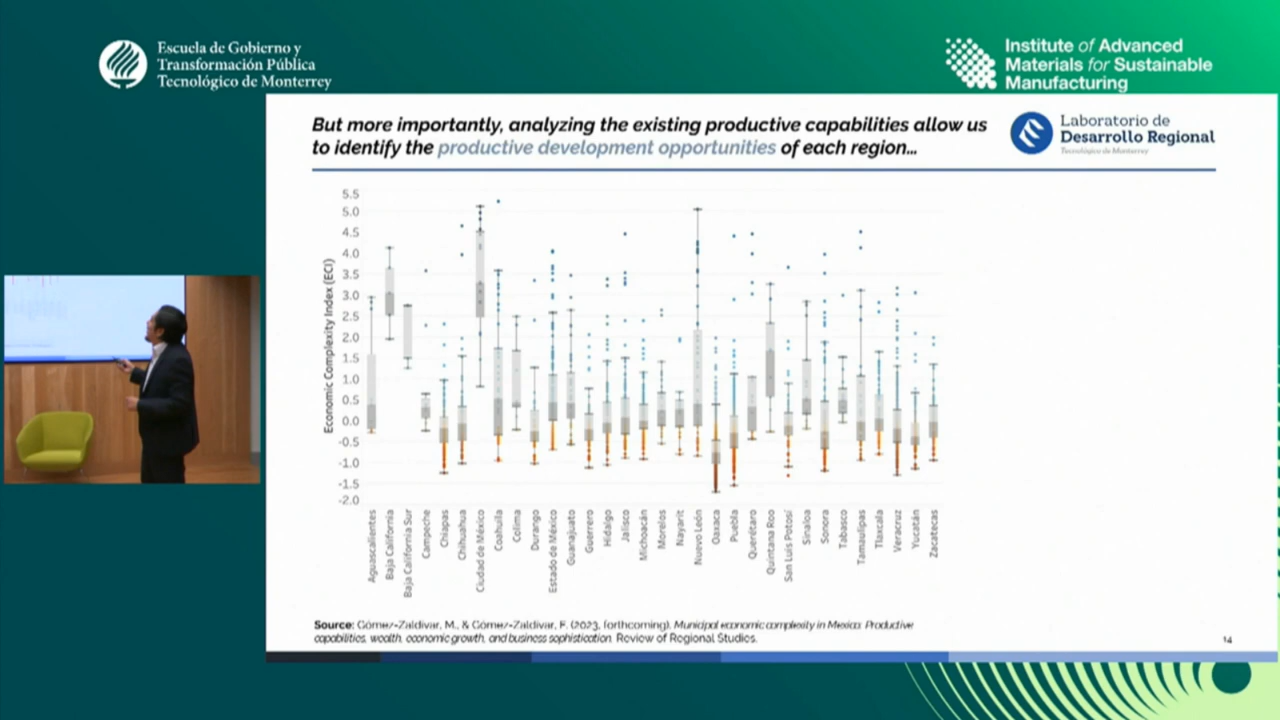 Escuela de Gobierno y
Transformación Pública
Tecnológico de Monterrey
Institute of Advanced
Materials for Sustainable
Manufacturing
But more importantly, analyzing the existing productive capabilities allow us
to identify the productive development opportunities of each region...
Laboratorio de
Desarrollo Regional
Tecnológico de Monterrey
Economic Complexity Index (ECI)
5.5
5.0
4.5
4.0
3.5
3.0
2.5
2.0
1.5
1.0
0.5
0.0
-0.5
-1.0
-1.5
-2.0
Aguascalientes
Baja California
Baja California Sur
Campeche
Chiapas
Chihuahua
Ciudad de México
Coahuila
Colima
Durango
Estado de México
Guanajuato
Guerrero
Hidalgo
Jalisco
Michoacán
Morelos
Nayarit
Nuevo León
Oaxaca
Puebla
Querétaro
Quintana Roo
San Luis Potosí
Sinaloa
Sonora
Tabasco
Tamaulipas
Tlaxcala
Veracruz
Yucatán
Zacatecas
Source: Gómez-Zaldívar, M., & Gómez-Zaldívar, F. (2023, forthcoming). Municipal economic complexity in Mexico: Productive
capabilities, wealth, economic growth, and business sophistication. Review of Regional Studies.
14